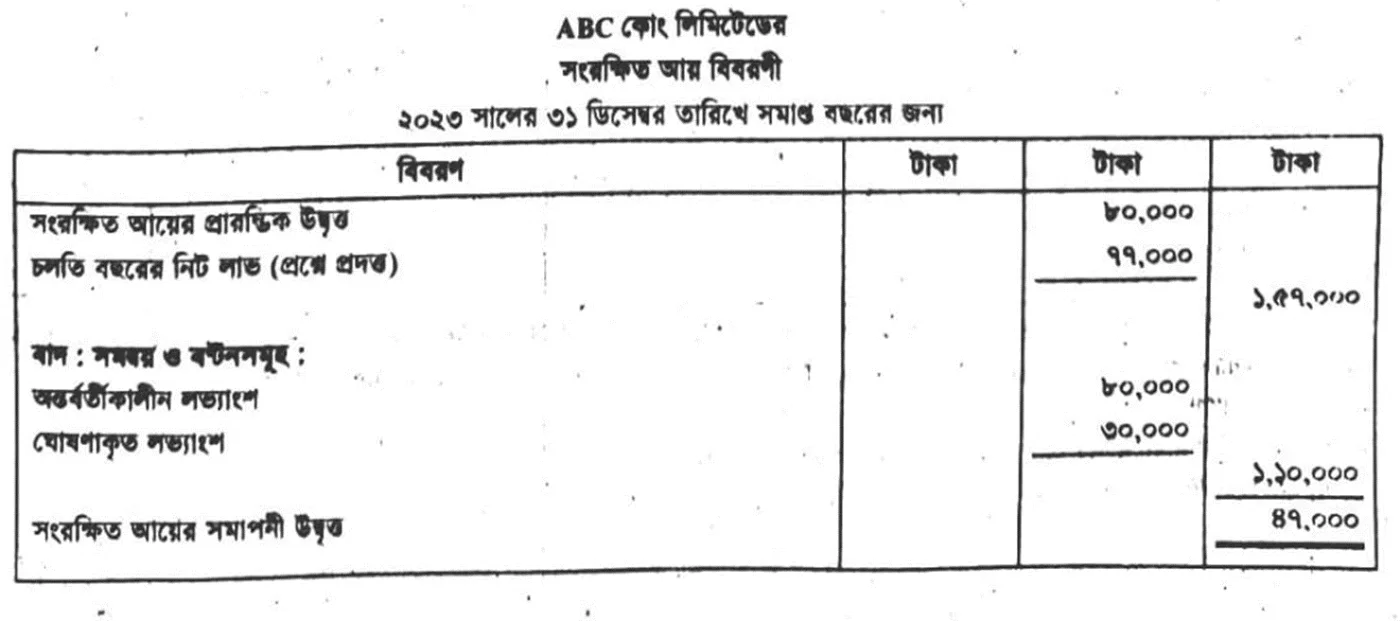 ABC কোং লিমিটেডের
সংরক্ষিত আয় বিবরণী
২০২৩ সালের ৩১ ডিসেম্বর তারিখে সমাপ্ত বছরের জন্য
বিবরণ টাকা টাকা টাকা
সংরক্ষিত আয়ের প্রারম্ভিক উদ্বৃত্ত ৮০,০০০
চলতি বছরের নিট লাভ (প্রশ্নে প্রদত্ত) ৭৭,০০০
১,৫৭,০০০
বাদ : সমন্বয় ও বণ্টনসমূহ :
অন্তর্বর্তীকালীন লভ্যাংশ ৮০,০০০
ঘোষণাকৃত লভ্যাংশ ৩০,০০০
১,১০,০০০
সংরক্ষিত আয়ের সমাপনী উদ্বৃত্ত ৪৭,০০০